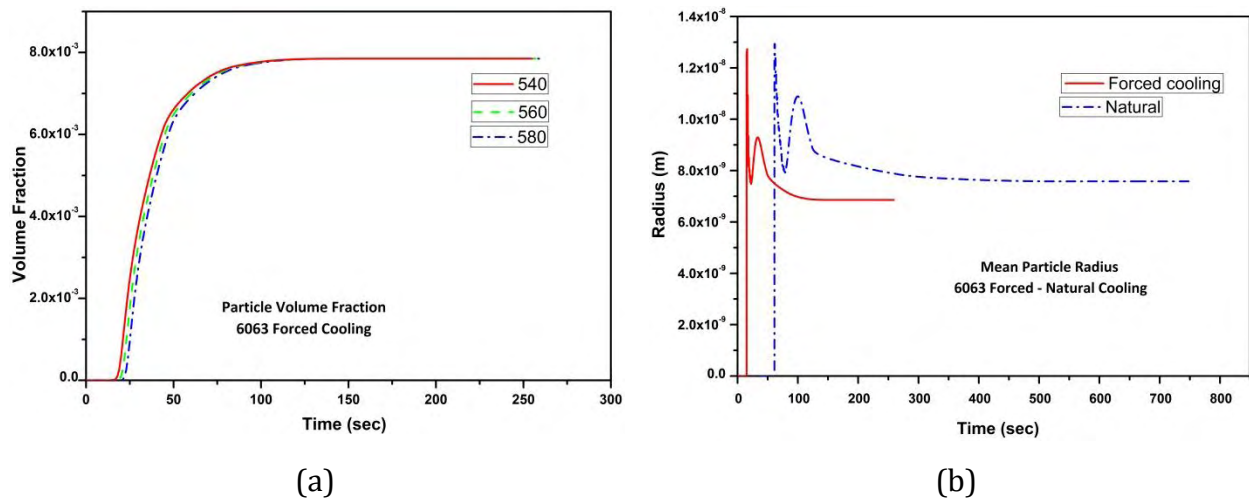 (a)
8.0x10⁻³
6.0x10⁻³
4.0x10⁻³
2.0x10⁻³
0.0
Volume Fraction
540
560
580
Particle Volume Fraction
6063 Forced Cooling
0 50 100 150 200 250 300
Time (sec)
(a)
(b)
1.4x10⁻⁸
1.2x10⁻⁸
1.0x10⁻⁸
8.0x10⁻⁹
6.0x10⁻⁹
4.0x10⁻⁹
2.0x10⁻⁹
0.0
Radius (m)
Forced cooling
Natural
Mean Particle Radius
6063 Forced - Natural Cooling
0 100 200 300 400 500 600 700 800
Time (sec)
(b)